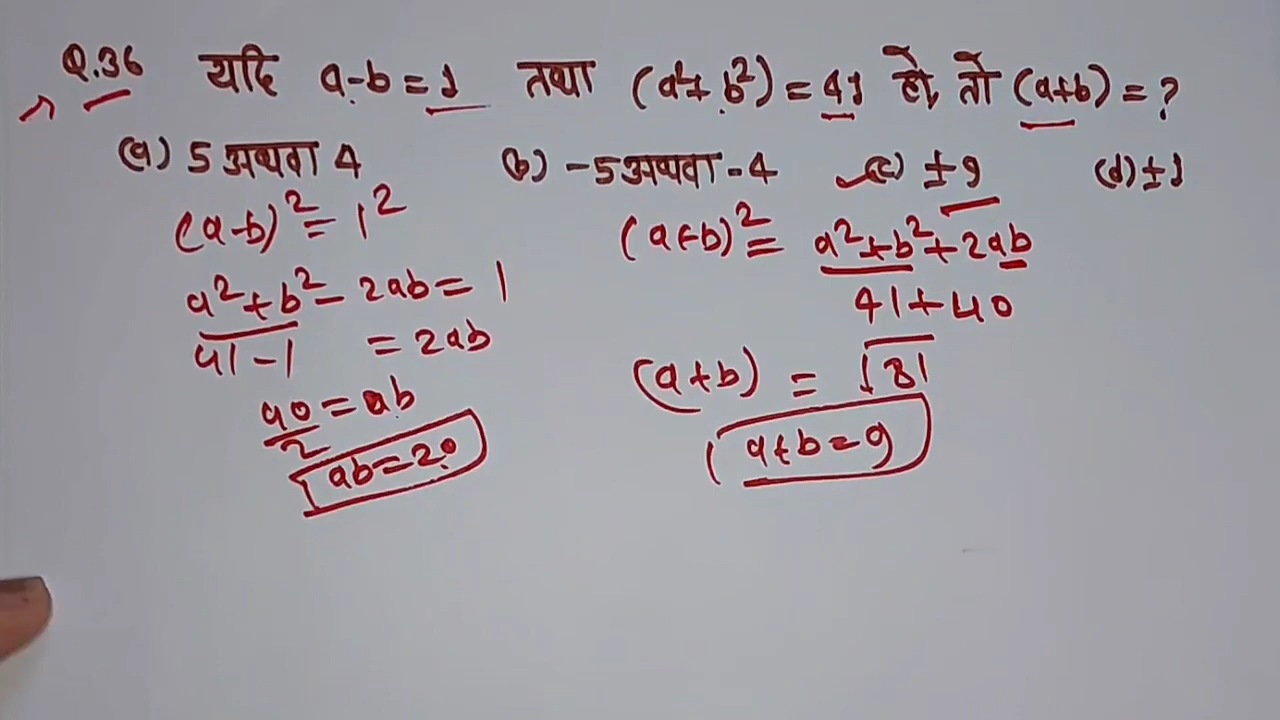 Q.36 यदि a-b=1 तथा (a²+b²)=41 हो, तो (a+b)=?
(a) 5 अथवा 4 (b) -5 अथवा -4 (c) ±9 (d) ±1
(a-b)² = 1²
a²+b²-2ab = 1
41-1 = 2ab
40/2 = ab
ab=20
(a+b)² = a²+b²+2ab
41+40
(a+b) = √81
a+b=9